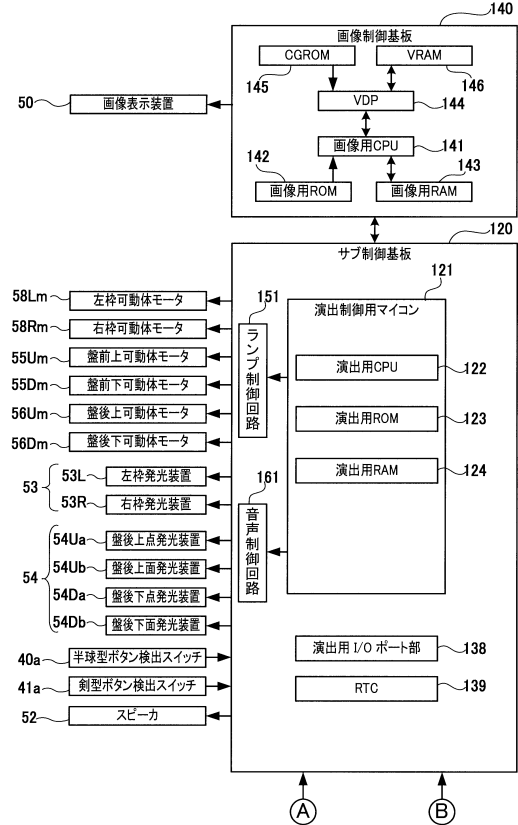 140
画像制御基板
CGROM
VRAM
145
146
50
画像表示装置
VDP
144
画像用CPU
141
142
143
画像用ROM
画像用RAM
120
サブ制御基板
121
58Lm
左枠可動体モータ
151
演出制御用マイコン
58Rm
右枠可動体モータ
ランプ制御回路
55Um
盤前上可動体モータ
演出用CPU
122
55Dm
盤前下可動体モータ
56Um
盤後上可動体モータ
演出用ROM
123
56Dm
盤後下可動体モータ
53
53L
左枠発光装置
161
演出用RAM
124
53R
右枠発光装置
音声制御回路
54
54Ua
盤後上点発光装置
54Ub
盤後上面発光装置
54Da
盤後下点発光装置
54Db
盤後下面発光装置
40a
半球型ボタン検出スイッチ
演出用I/Oポート部
138
41a
剣型ボタン検出スイッチ
RTC
139
52
スピーカ
A
B